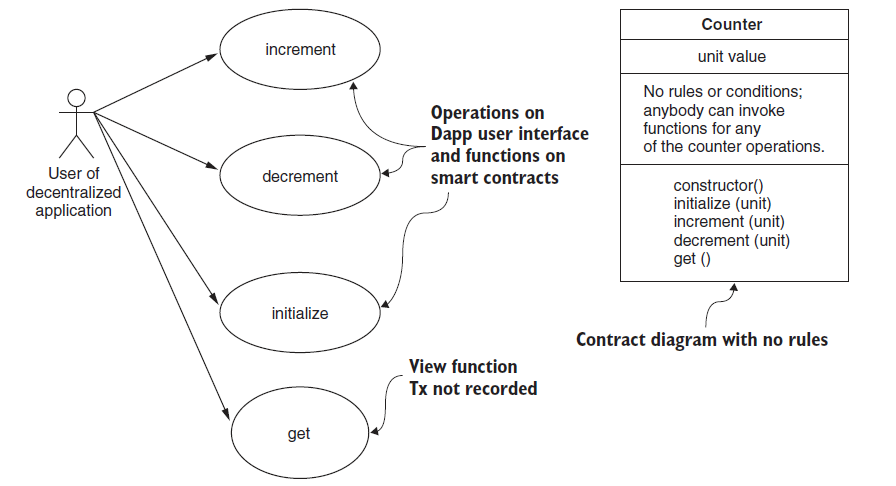 increment
decrement
initialize
get
User of
decentralized
application
Operations on
Dapp user interface
and functions on
smart contracts
View function
Tx not recorded
Counter
unit value
No rules or conditions;
anybody can invoke
functions for any
of the counter operations.
constructor()
initialize (unit)
increment (unit)
decrement (unit)
get ()
Contract diagram with no rules